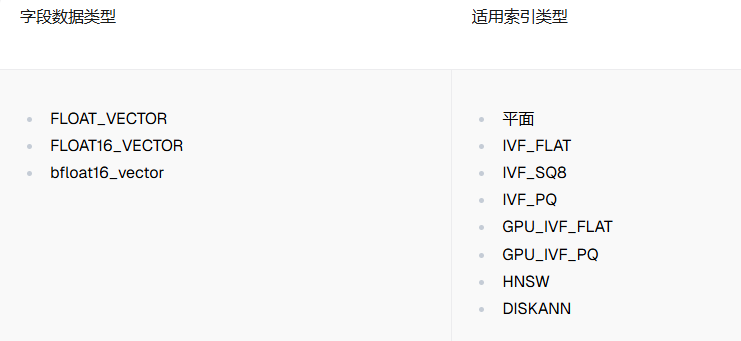 字段数据类型
适用索引类型
FLOAT_VECTOR
FLOAT16_VECTOR
bfloat16_vector
平面
IVF_FLAT
IVF_SQ8
IVF_PQ
GPU_IVF_FLAT
GPU_IVF_PQ
HNSW
DISKANN